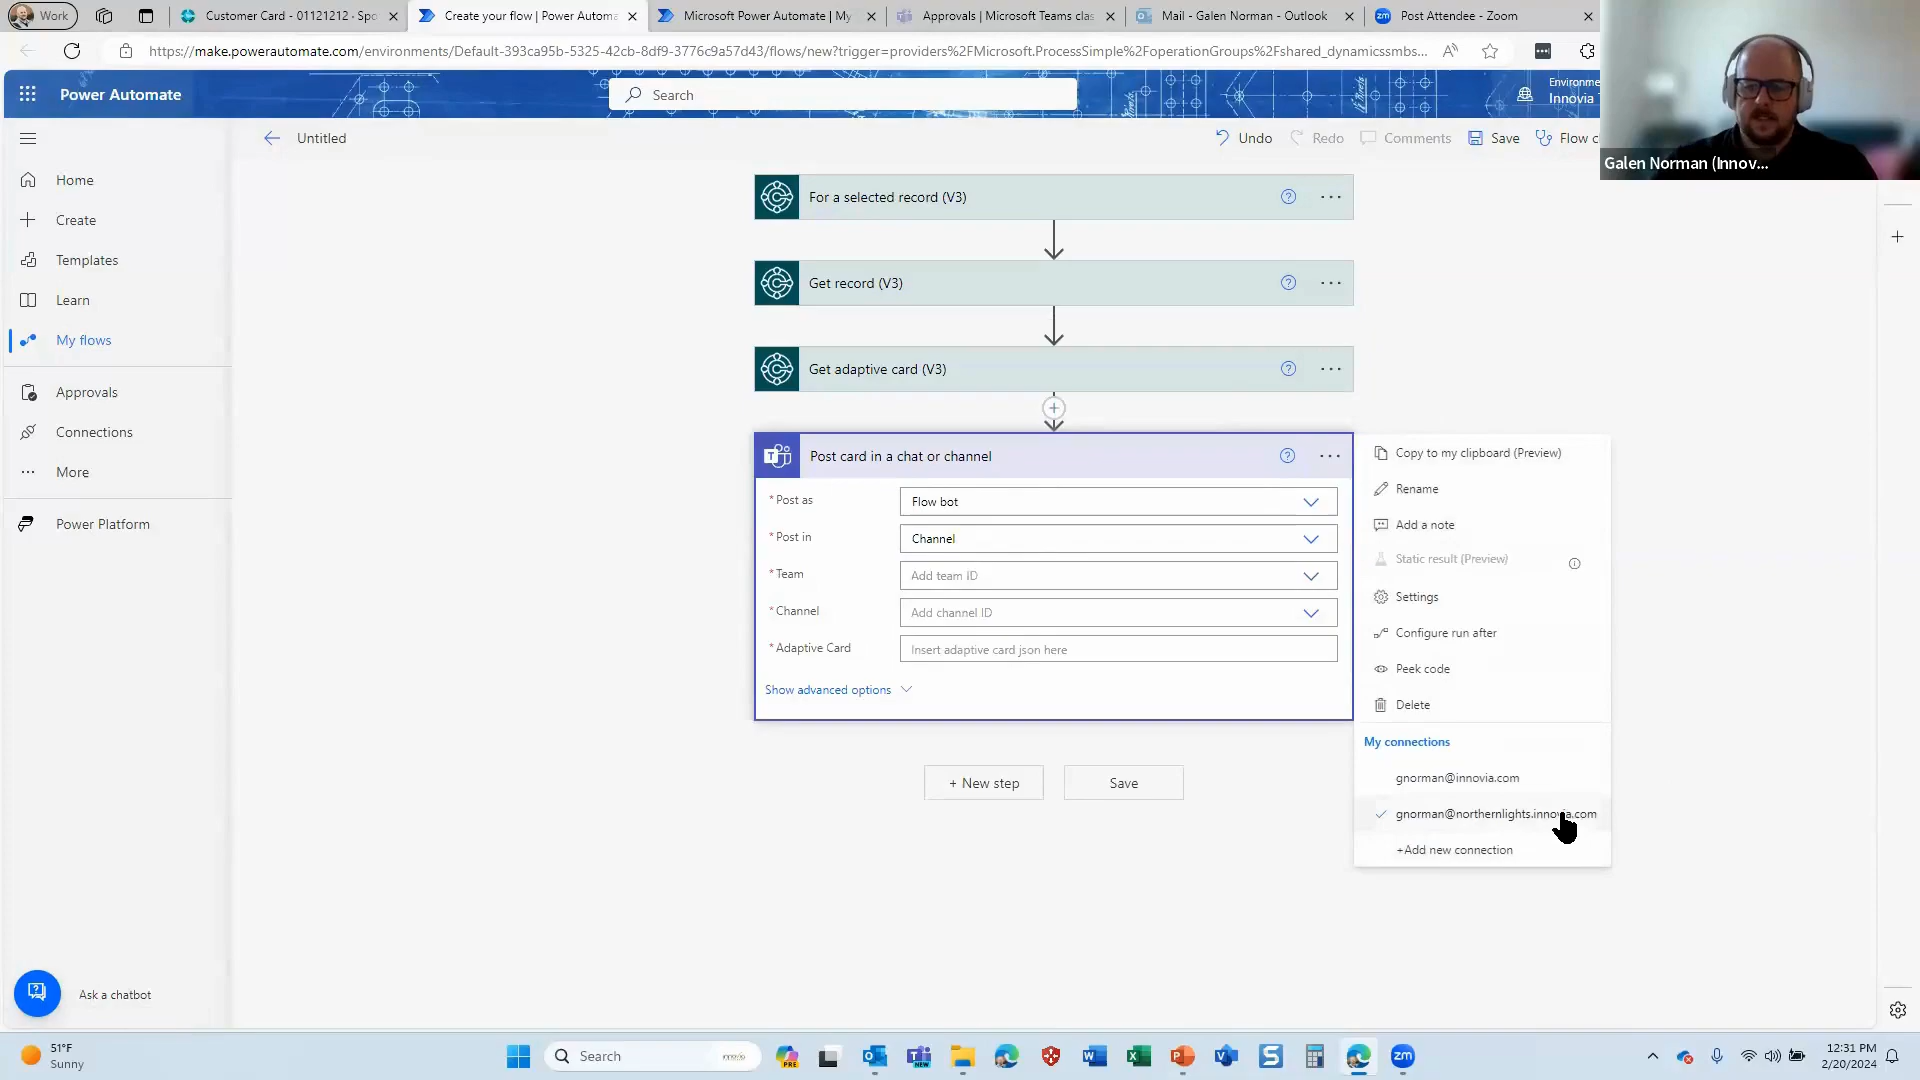 Work
Customer Card - 01121212 - Spo
Create your flow | Power Automa
Microsoft Power Automate | My
Approvals | Microsoft Teams clas
Mail - Galen Norman - Outlook
zm
Post Attendee - Zoom
https://make.powerautomate.com/environments/Default-393ca95b-5325-42cb-8df9-3776c9a57d43/flows/new?trigger=providers%2FMicrosoft.ProcessSimple%2FoperationGroups%2Fshared_dynamicssmbs...
Power Automate
Search
Environme
Innovia T
Galen Norman (Innov...
Untitled
Undo
Redo
Comments
Save
Flow c
Home
Create
Templates
Learn
My flows
Approvals
Connections
More
Power Platform
Ask a chatbot
For a selected record (V3)
Get record (V3)
Get adaptive card (V3)
Post card in a chat or channel
* Post as
Flow bot
* Post in
Channel
* Team
Add team ID
* Channel
Add channel ID
* Adaptive Card
Insert adaptive card json here
Show advanced options
+ New step
Save
Copy to my clipboard (Preview)
Rename
Add a note
Static result (Preview)
Settings
Configure run after
Peek code
Delete
My connections
gnorman@innovia.com
gnorman@northernlights.innovia.com
+Add new connection
51°F
Sunny
Search
innovia
PRE
NEW
zm
12:31 PM
2/20/2024